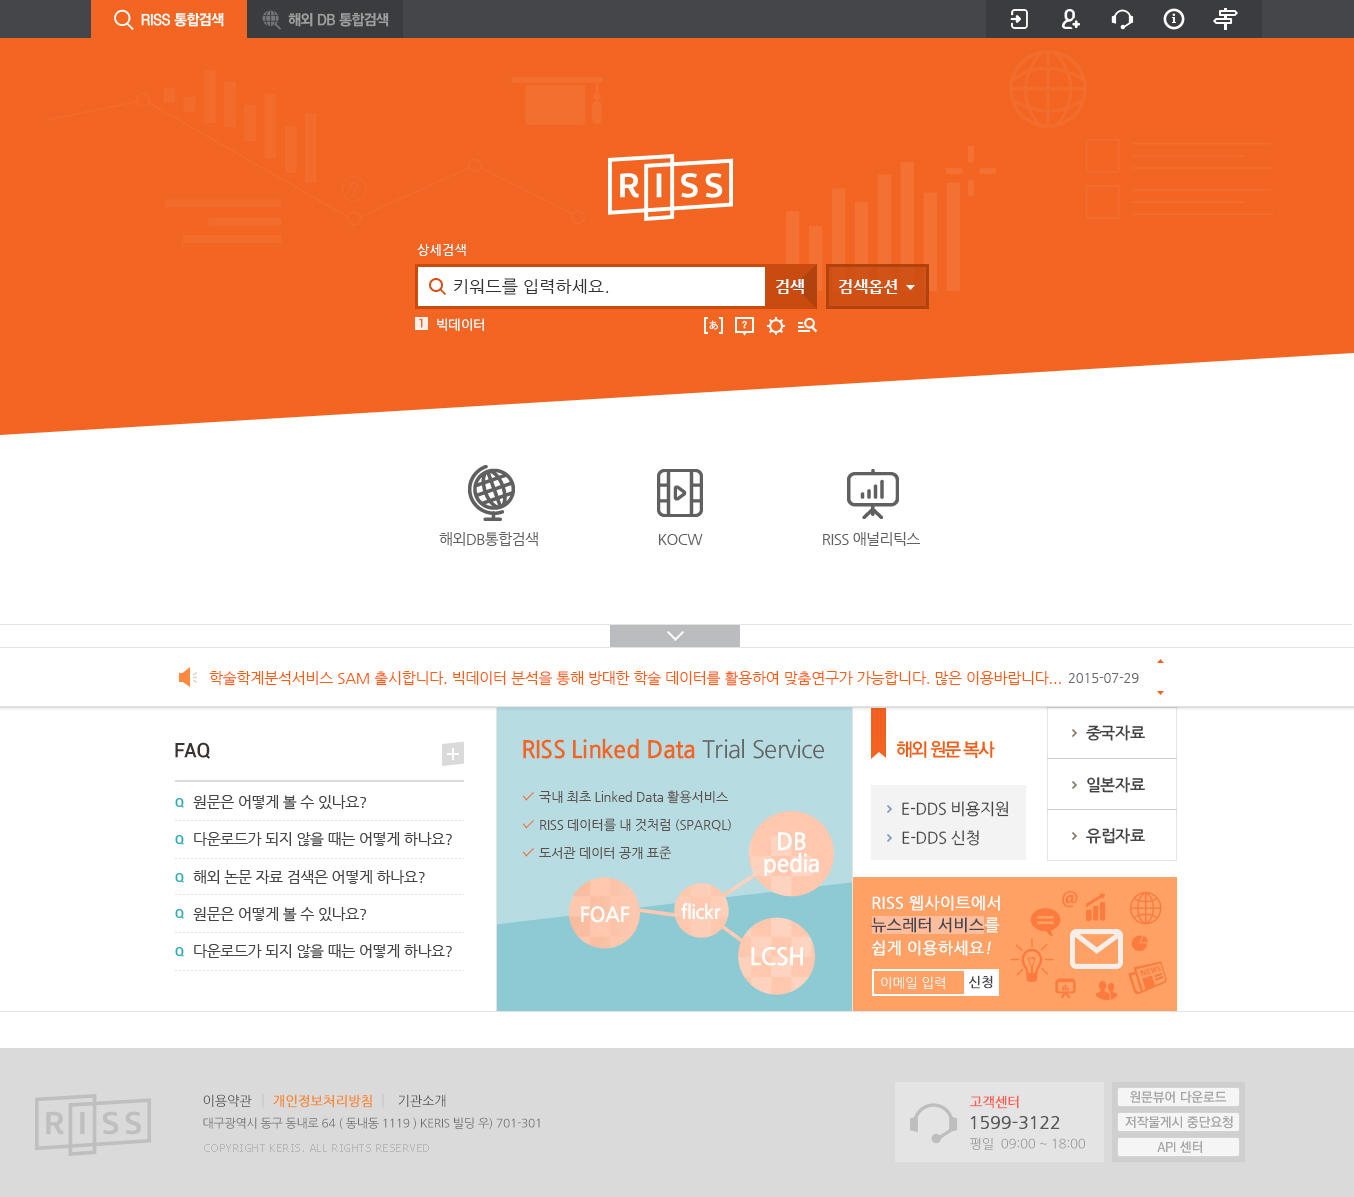 RISS 통합검색
해외 DB 통합검색
RISS
상세검색
키워드를 입력하세요.
검색
검색옵션
1 빅데이터
[あ]
?
해외DB통합검색
KOCW
RISS 애널리틱스
학술학계분석서비스 SAM 출시합니다. 빅데이터 분석을 통해 방대한 학술 데이터를 활용하여 맞춤연구가 가능합니다. 많은 이용바랍니다... 2015-07-29
FAQ
Q 원문은 어떻게 볼 수 있나요?
Q 다운로드가 되지 않을 때는 어떻게 하나요?
Q 해외 논문 자료 검색은 어떻게 하나요?
Q 원문은 어떻게 볼 수 있나요?
Q 다운로드가 되지 않을 때는 어떻게 하나요?
RISS Linked Data Trial Service
국내 최초 Linked Data 활용서비스
RISS 데이터를 내 것처럼 (SPARQL)
도서관 데이터 공개 표준
DB
pedia
FOAF
flickr
LCSH
해외 원문 복사
E-DDS 비용지원
E-DDS 신청
중국자료
일본자료
유럽자료
RISS 웹사이트에서
뉴스레터 서비스를
쉽게 이용하세요!
이메일 입력
신청
@
NEWS
RISS
이용약관 | 개인정보처리방침 | 기관소개
대구광역시 동구 동내로 64 ( 동내동 1119 ) KERIS 빌딩 우) 701-301
COPYRIGHT KERIS. ALL RIGHTS RESERVED
고객센터
1599-3122
평일 09:00 ~ 18:00
원문뷰어 다운로드
저작물게시 중단요청
API 센터